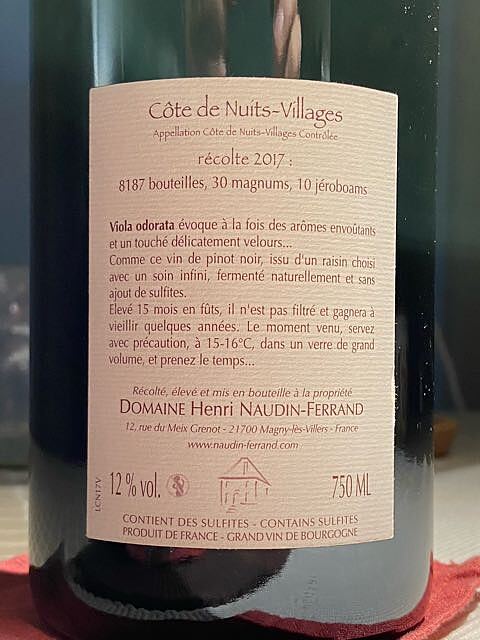 Côte de Nuits-Villages
Appellation Côte de Nuits-Villages Contrôlée
récolte 2017 :
8187 bouteilles, 30 magnums, 10 jéroboams
Viola odorata évoque à la fois des arômes envoûtants
et un touché délicatement velours...
Comme ce vin de pinot noir, issu d'un raisin choisi
avec un soin infini, fermenté naturellement et sans
ajout de sulfites.
Elevé 15 mois en fûts, il n'est pas filtré et gagnera à
vieillir quelques années. Le moment venu, servez
avec précaution, à 15-16°C, dans un verre de grand
volume, et prenez le temps...
Récolté, élevé et mis en bouteille à la propriété
DOMAINE Henri NAUDIN-FERRAND
12, rue du Meix Grenot - 21700 Magny-lès-Villers - France
www.naudin-ferrand.com
12 % vol. 750 ML
LCN17V
CONTIENT DES SULFITES - CONTAINS SULFITES
PRODUIT DE FRANCE - GRAND VIN DE BOURGOGNE